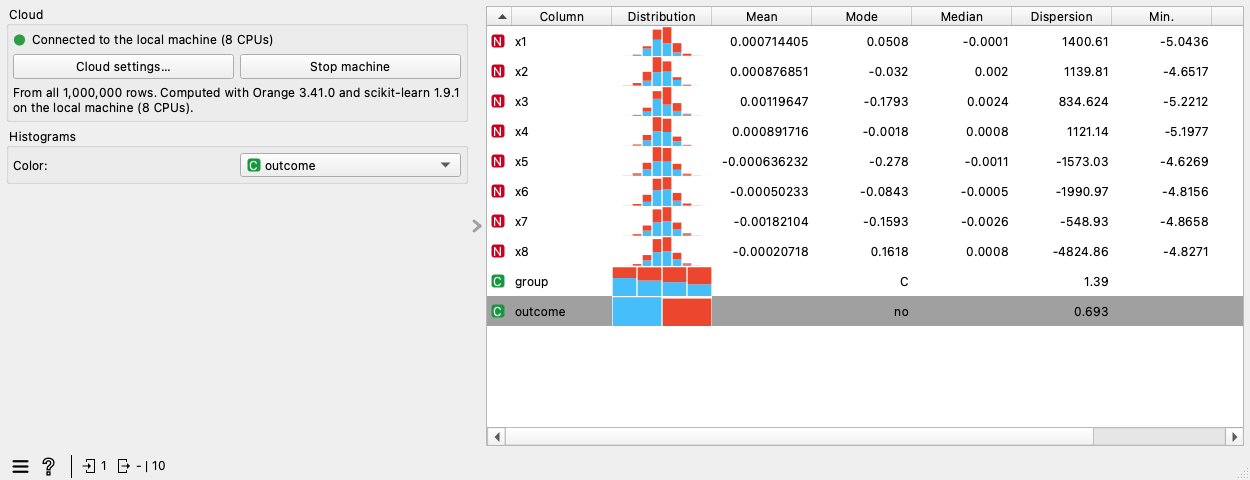 Cloud
Connected to the local machine (8 CPUs)
Cloud settings... Stop machine
From all 1,000,000 rows. Computed with Orange 3.41.0 and scikit-learn 1.9.1
on the local machine (8 CPUs).
Histograms
Color: C outcome
Column Distribution Mean Mode Median Dispersion Min.
N x1 0.000714405 0.0508 -0.0001 1400.61 -5.0436
N x2 0.000876851 -0.032 0.002 1139.81 -4.6517
N x3 0.00119647 -0.1793 0.0024 834.624 -5.2212
N x4 0.000891716 -0.0018 0.0008 1121.14 -5.1977
N x5 -0.000636232 -0.278 -0.0011 -1573.03 -4.6269
N x6 -0.00050233 -0.0843 -0.0005 -1990.97 -4.8156
N x7 -0.00182104 -0.1593 -0.0026 -548.93 -4.8658
N x8 -0.00020718 0.1618 0.0008 -4824.86 -4.8271
C group C 1.39
C outcome no 0.693
? 1 - | 10